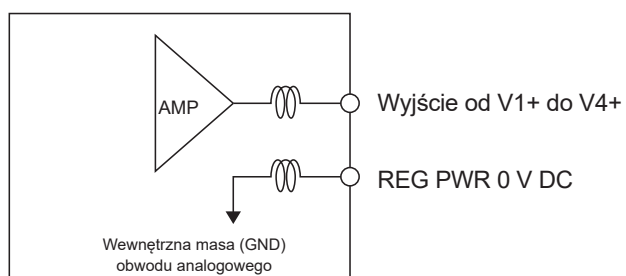 AMP
Wyjście od V1+ do V4+
REG PWR 0 V DC
Wewnętrzna masa (GND)
obwodu analogowego